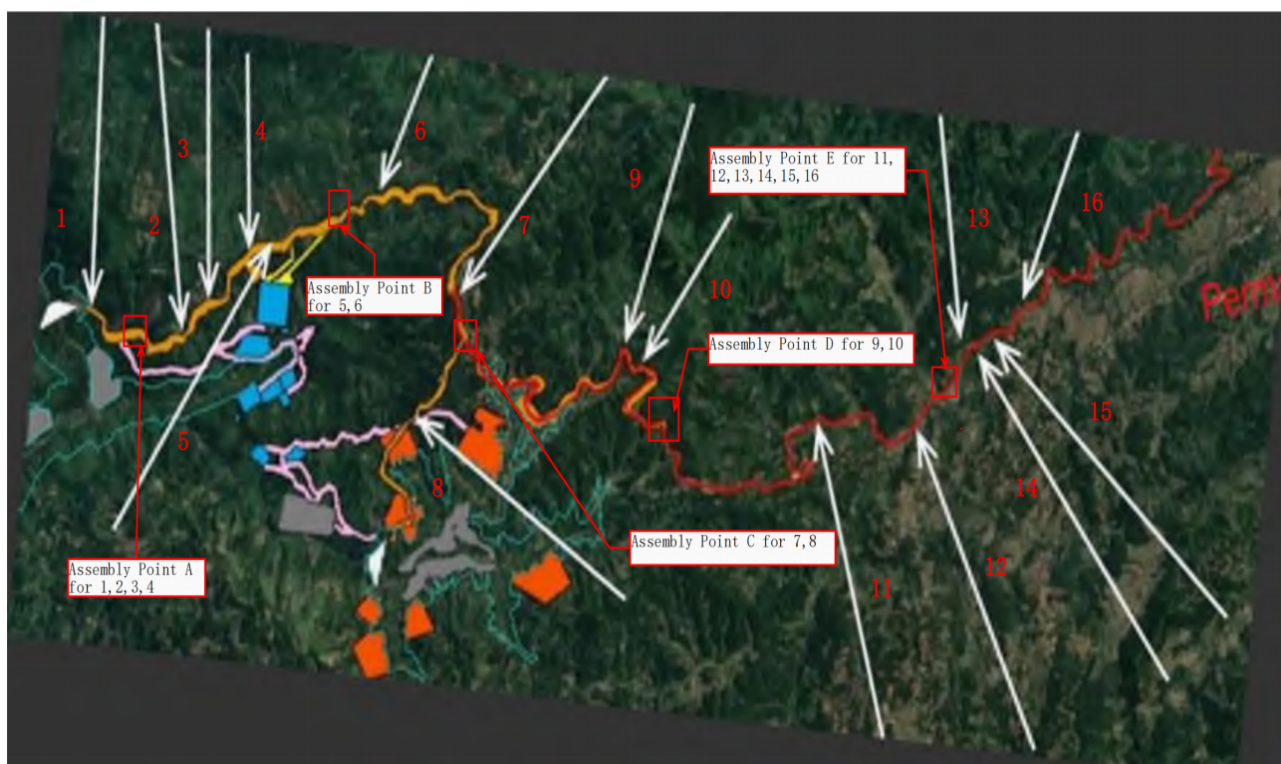 6
4
3
9
Assembly Point E for 11,
12,13,14,15,16
1
2
7
13
16
Assembly Point B
for 5,6
10
Assembly Point D for 9,10
5
15
8
14
Assembly Point C for 7,8
Assembly Point A
for 1,2,3,4
11
12